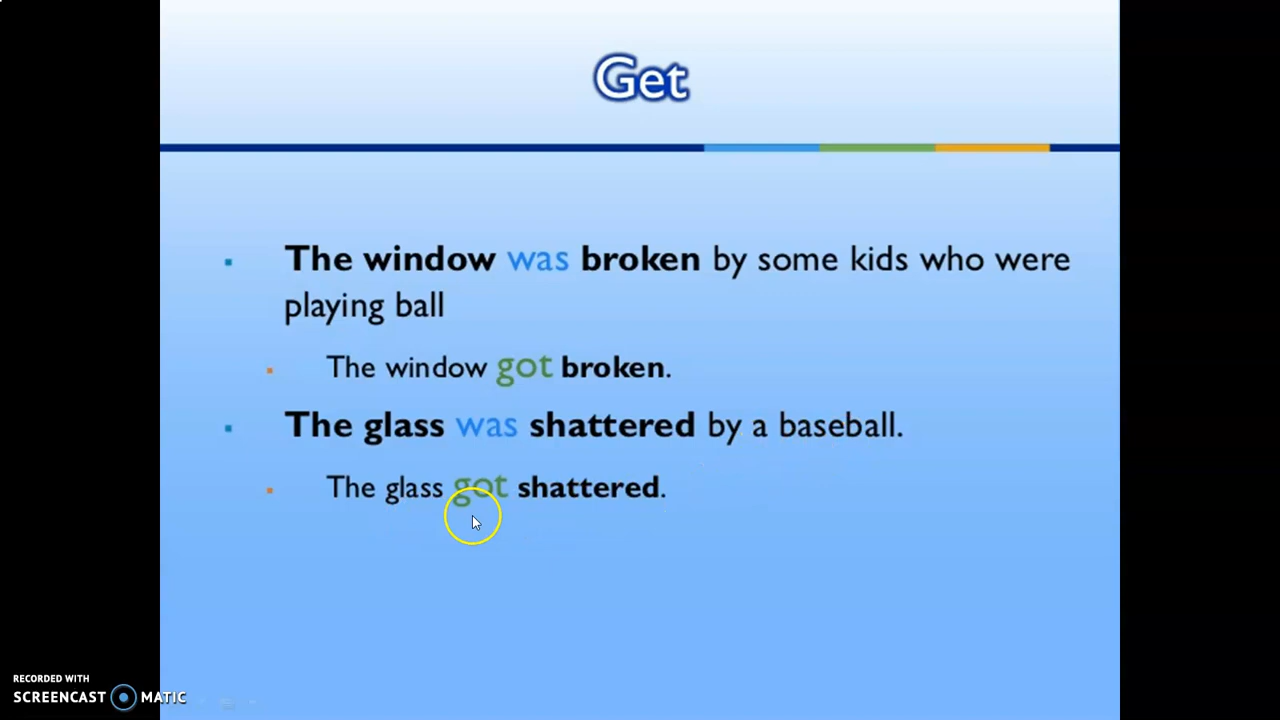 Get
The window was broken by some kids who were
playing ball
The window got broken.
The glass was shattered by a baseball.
The glass got shattered.
RECORDED WITH
SCREENCAST MATIC